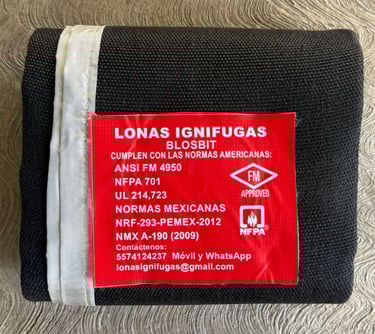 LONAS IGNIFUGAS
BLOSBIT
CUMPLEN CON LAS NORMAS AMERICANAS:
ANSI FM 4950
NFPA 701
UL 214,723
NORMAS MEXICANAS
NRF-293-PEMEX-2012
NMX A-190 (2009)
Contáctenos:
5574124237 Móvil y WhatsApp
lonasignifugas@gmail.com
FM
APPROVED
NFPA